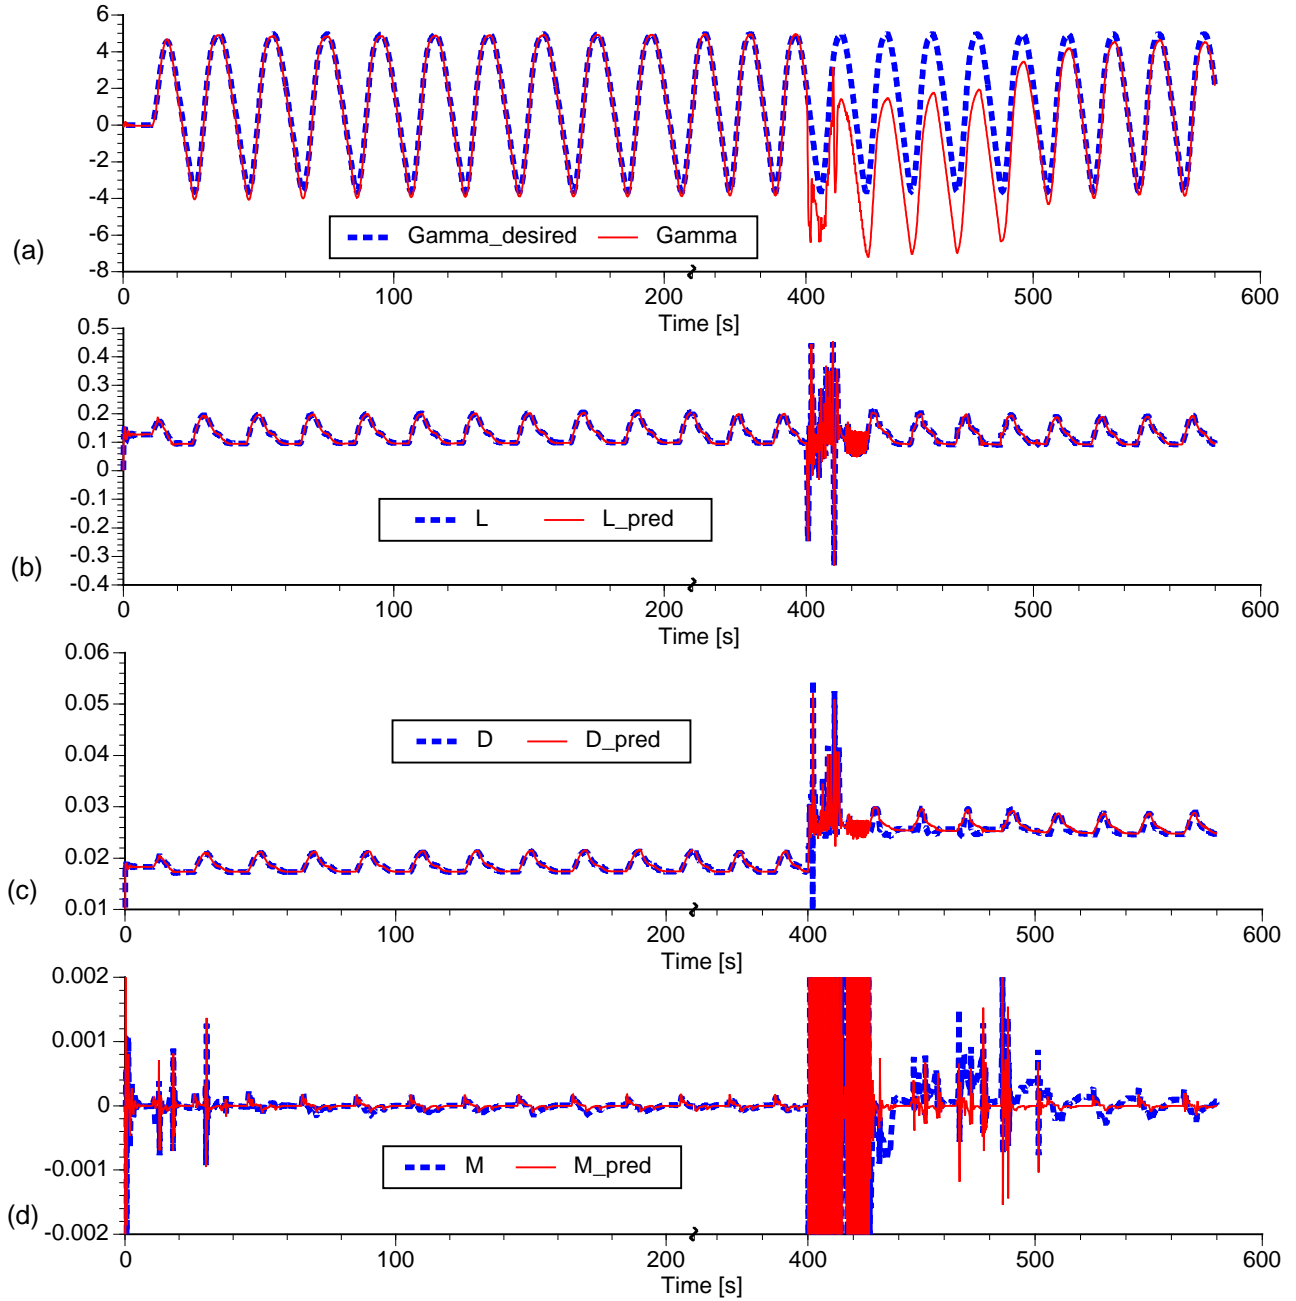 6
4
2
0
-2
-4
-6
-8
(a)
Gamma_desired Gamma
0 100 200 400 500 600
Time [s]
0.5
0.4
0.3
0.2
0.1
0
-0.1
-0.2
-0.3
-0.4
(b)
L L_pred
0 100 200 400 500 600
Time [s]
0.06
0.05
0.04
0.03
0.02
0.01
(c)
D D_pred
0 100 200 400 500 600
Time [s]
0.002
0.001
0
-0.001
-0.002
(d)
M M_pred
0 100 200 400 500 600
Time [s]